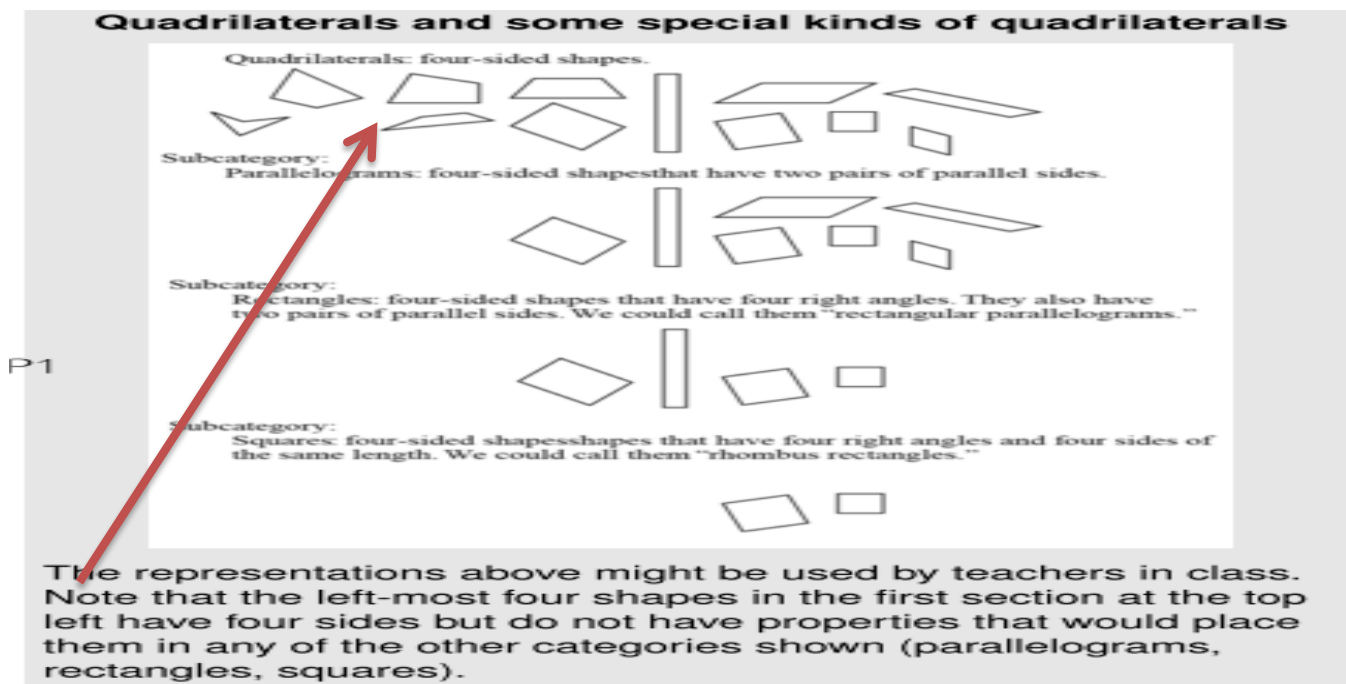 Quadrilaterals and some special kinds of quadrilaterals
Quadrilaterals: four-sided shapes.
Subcategory:
Parallelograms: four-sided shapesthat have two pairs of parallel sides.
Subcategory:
Rectangles: four-sided shapes that have four right angles. They also have
two pairs of parallel sides. We could call them “rectangular parallelograms.”
P1
Subcategory:
Squares: four-sided shapesshapes that have four right angles and four sides of
the same length. We could call them “rhombus rectangles.”
The representations above might be used by teachers in class.
Note that the left-most four shapes in the first section at the top
left have four sides but do not have properties that would place
them in any of the other categories shown (parallelograms,
rectangles, squares).